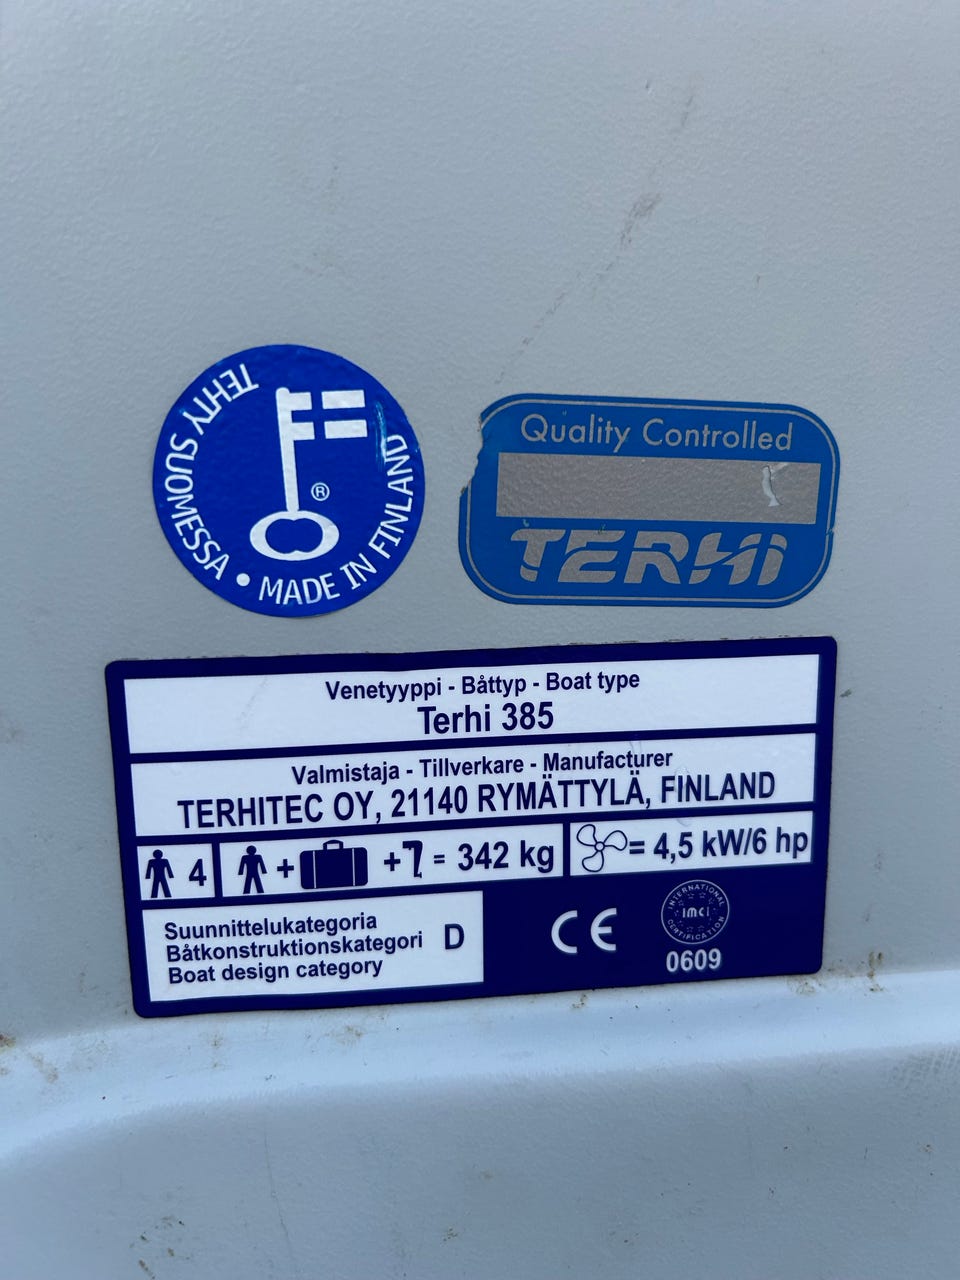 TEHTY SUOMESSA • MADE IN FINLAND
®
Quality Controlled
TERHI
Venetyyppi - Båttyp - Boat type
Terhi 385
Valmistaja - Tillverkare - Manufacturer
TERHITEC OY, 21140 RYMÄTTYLÄ, FINLAND
4
+ + = 342 kg
= 4,5 kW/6 hp
Suunnittelukategoria
Båtkonstruktionskategori
Boat design category
D
CE
INTERNATIONAL
imci
CERTIFICATION
0609